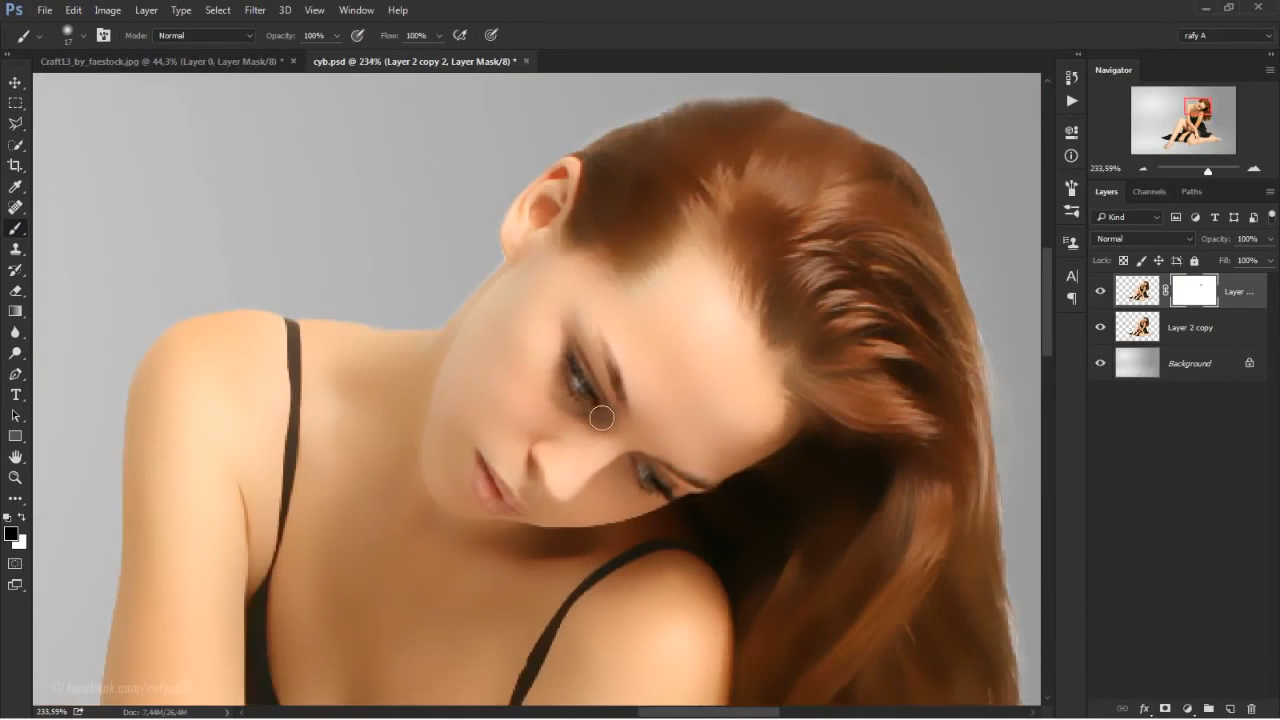 Ps File Edit Image Layer Type Select Filter 3D View Window Help
17 Mode: Normal Opacity: 100% Flow: 100% rafy A
Craft13_by_faestock.jpg @ 44,3% (Layer 0, Layer Mask/8) * × cyb.psd @ 234% (Layer 2 copy 2, Layer Mask/8) * ×
Navigator
233,59%
Layers Channels Paths
Kind
Normal Opacity: 100%
Lock: Fill: 100%
Layer ...
Layer 2 copy
Background
233,59% Doc: 7,44M/26,4M